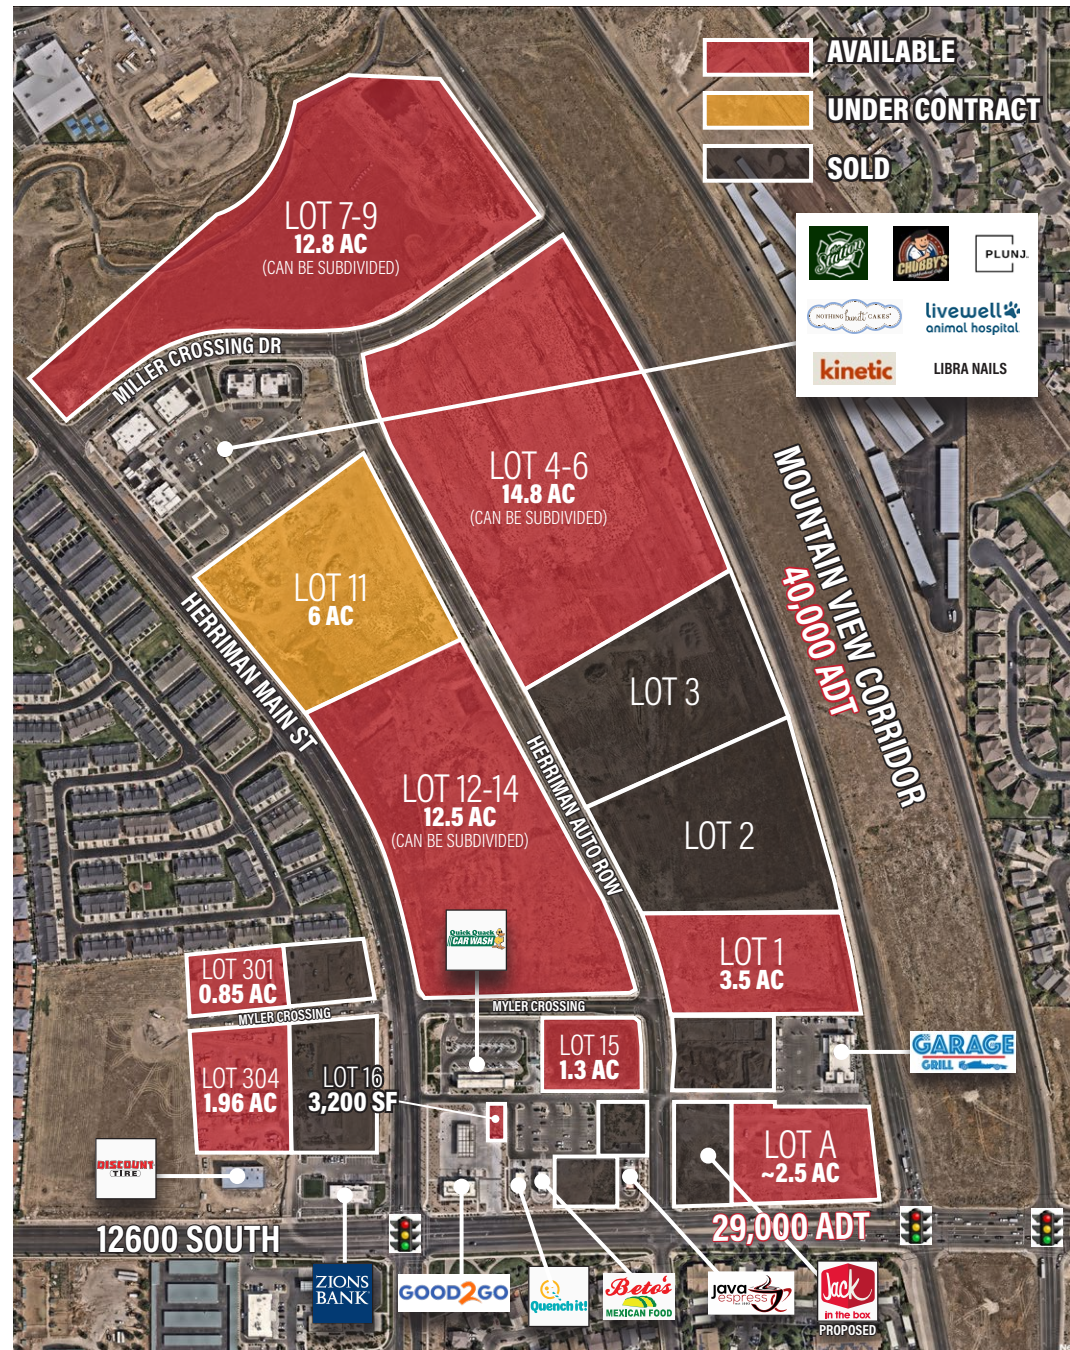 AVAILABLE
UNDER CONTRACT
SOLD
the Station
CHUBBY'S
PLUNJ.
NOTHING bundt CAKES
livewell
animal hospital
kinetic
LIBRA NAILS
LOT 7-9
12.8 AC
(CAN BE SUBDIVIDED)
MILLER CROSSING DR
LOT 4-6
14.8 AC
(CAN BE SUBDIVIDED)
MOUNTAIN VIEW CORRIDOR
40,000 ADT
LOT 11
6 AC
HERRIMAN MAIN ST
LOT 3
LOT 2
HERRIMAN AUTO ROW
LOT 12-14
12.5 AC
(CAN BE SUBDIVIDED)
Quick Quack
CAR WASH
LOT 1
3.5 AC
LOT 301
0.85 AC
MYLER CROSSING
MYLER CROSSING
LOT 15
1.3 AC
GARAGE
GRILL
LOT 304
1.96 AC
LOT 16
3,200 SF
LOT A
~2.5 AC
DISCOUNT
TIRE
12600 SOUTH
29,000 ADT
ZIONS
BANK
GOOD2GO
Quench it!
Beto's
MEXICAN FOOD
java
espress
Jack
in the box
PROPOSED